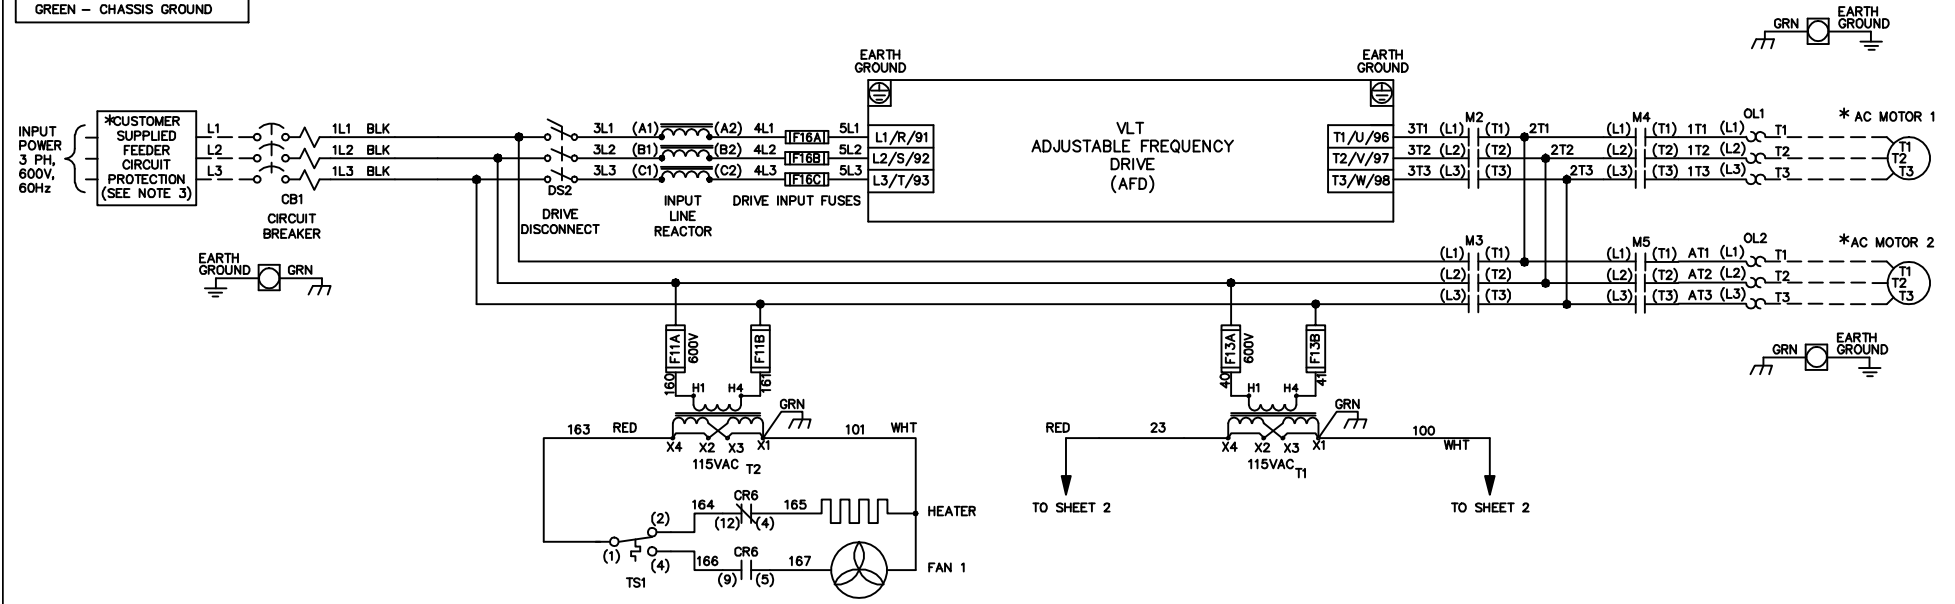 GREEN - CHASSIS GROUND
GRN
EARTH
GROUND
INPUT
POWER
3 PH,
600V,
60Hz
*CUSTOMER
SUPPLIED
FEEDER
CIRCUIT
PROTECTION
(SEE NOTE 3)
L1
L2
L3
CB1
CIRCUIT
BREAKER
1L1 BLK
1L2 BLK
1L3 BLK
DS2
DRIVE
DISCONNECT
3L1 (A1) (A2) 4L1 F16A 5L1
3L2 (B1) (B2) 4L2 F16B 5L2
3L3 (C1) (C2) 4L3 F16C 5L3
INPUT
LINE
REACTOR
DRIVE INPUT FUSES
EARTH
GROUND
L1/R/91
L2/S/92
L3/T/93
VLT
ADJUSTABLE FREQUENCY
DRIVE
(AFD)
EARTH
GROUND
T1/U/96
T2/V/97
T3/W/98
M2
M4
OL1
*AC MOTOR 1
3T1 (L1) (T1) 2T1 (L1) (T1) 1T1 (L1) T1
3T2 (L2) (T2) 2T2 (L2) (T2) 1T2 (L2) T2
3T3 (L3) (T3) 2T3 (L3) (T3) 1T3 (L3) T3
T1
T2
T3
EARTH
GROUND
GRN
M3
M5
OL2
*AC MOTOR 2
(L1) (T1) (L1) (T1) AT1 (L1) T1
(L2) (T2) (L2) (T2) AT2 (L2) T2
(L3) (T3) (L3) (T3) AT3 (L3) T3
T1
T2
T3
GRN
EARTH
GROUND
F11A
600V
F11B
160
161
H1 H4
GRN
163 RED
101 WHT
X4 X2 X3 X1
115VAC T2
F13A
600V
F13B
40
41
H1 H4
GRN
RED 23
100
WHT
X4 X2 X3 X1
115VAC T1
TO SHEET 2
TO SHEET 2
(1)
(2)
(4)
TS1
164 CR6 165
(12) (4)
HEATER
166 CR6 167
(9) (5)
FAN 1